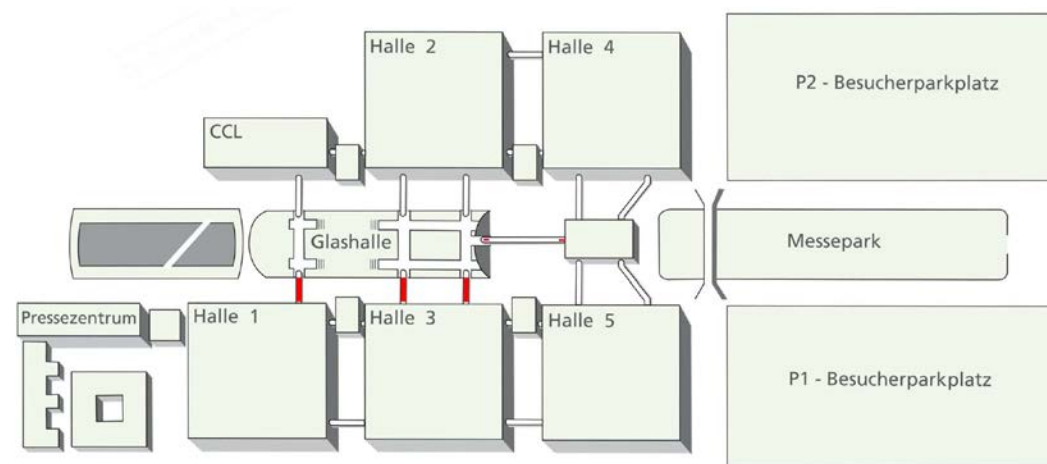 Halle 2
Halle 4
P2 - Besucherparkplatz
CCL
Glashalle
Messepark
Pressezentrum
Halle 1
Halle 3
Halle 5
P1 - Besucherparkplatz